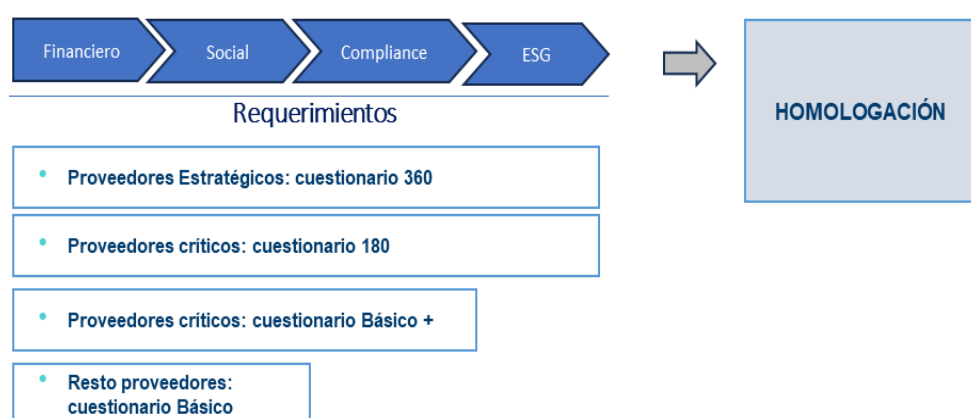 Financiero
Social
Compliance
ESG
HOMOLOGACIÓN
Requerimientos
• Proveedores Estratégicos: cuestionario 360
• Proveedores críticos: cuestionario 180
• Proveedores críticos: cuestionario Básico +
• Resto proveedores:
cuestionario Básico